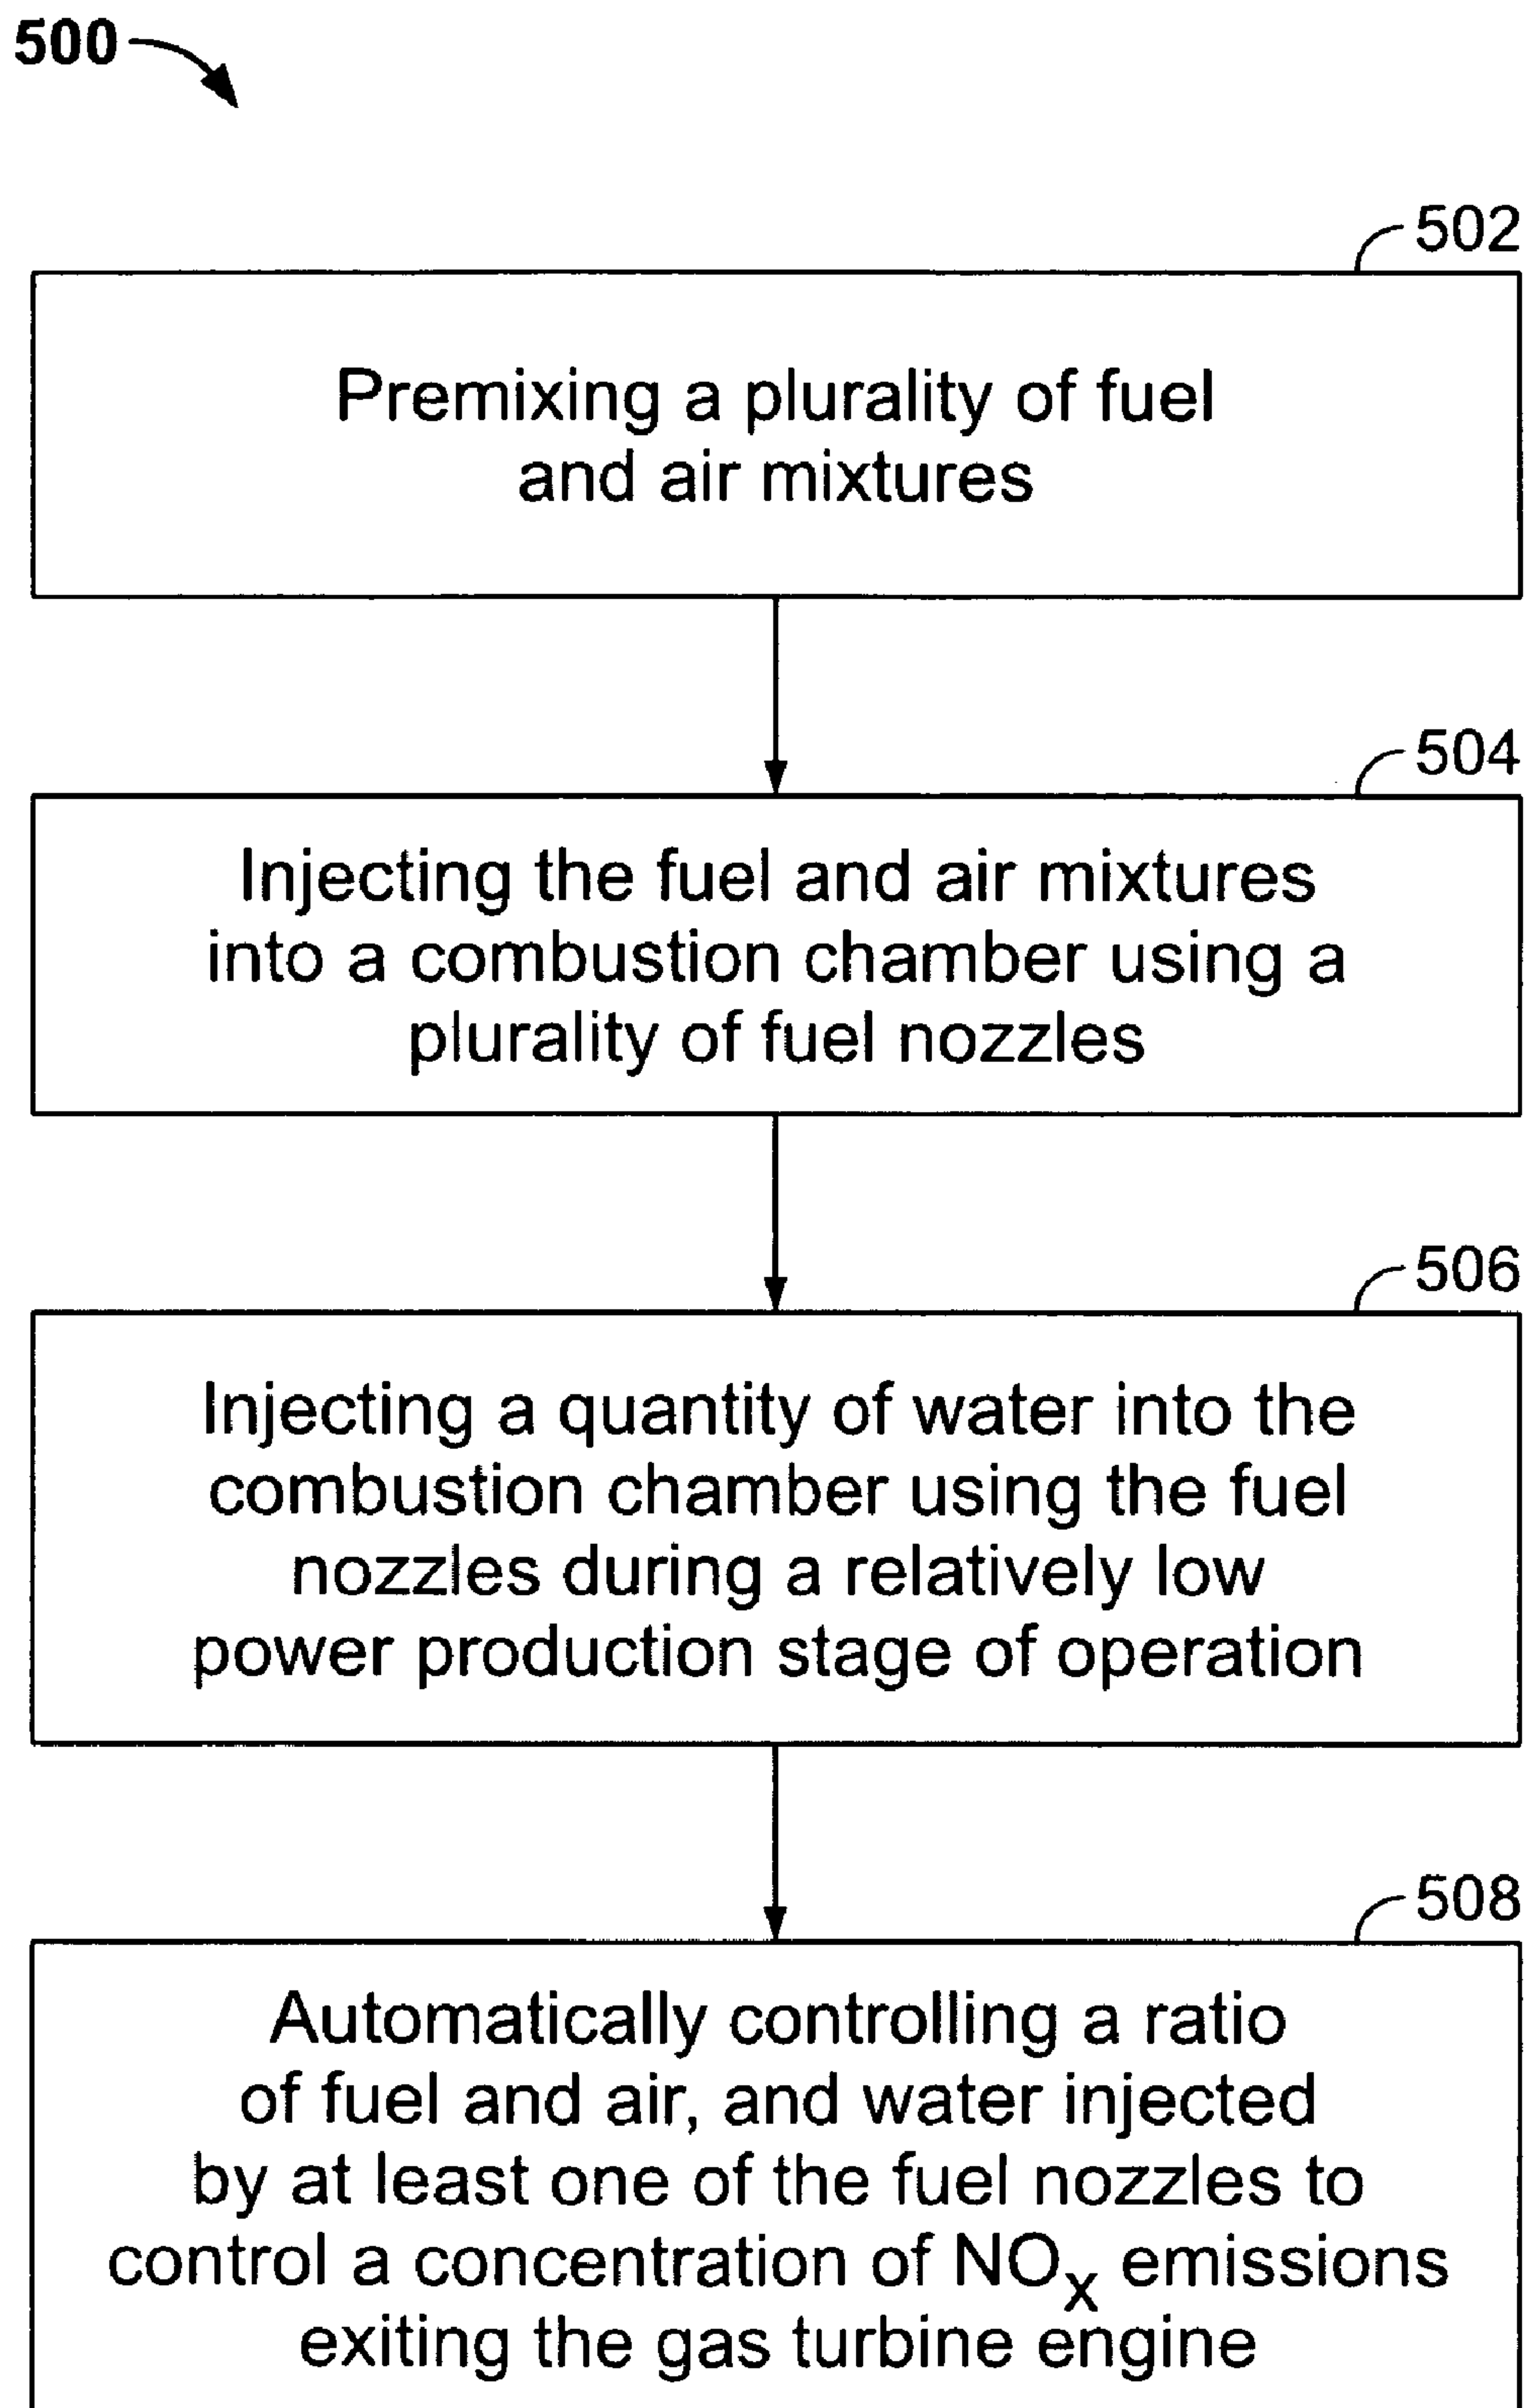 500
502
Premixing a plurality of fuel
and air mixtures
504
Injecting the fuel and air mixtures
into a combustion chamber using a
plurality of fuel nozzles
506
Injecting a quantity of water into the
combustion chamber using the fuel
nozzles during a relatively low
power production stage of operation
508
Automatically controlling a ratio
of fuel and air, and water injected
by at least one of the fuel nozzles to
control a concentration of NOx emissions
exiting the gas turbine engine